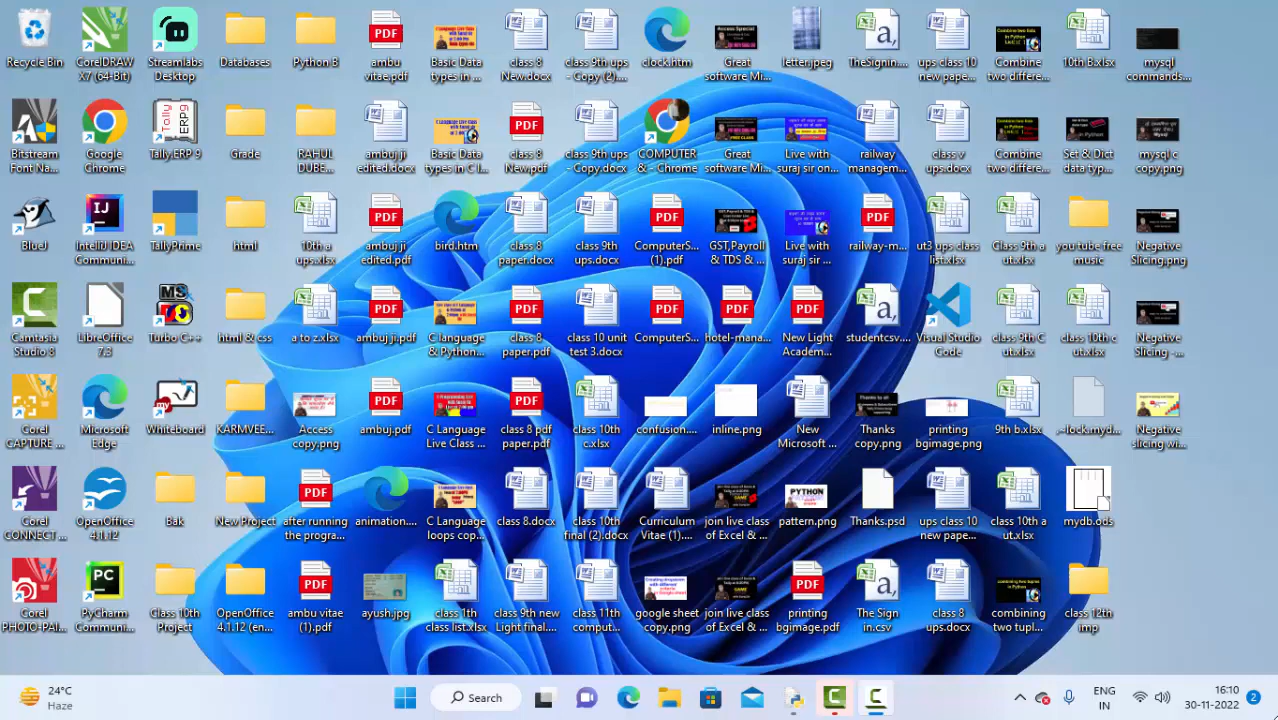 Recycle Bin
CorelDRAW
X7 (64-Bit)
Streamlabs
Desktop
Databases
Python B
ambu
vitae.pdf
Basic Data
types in ...
class 8
New.docx
class 9th ups
- Copy (2)....
clock.htm
Great
software Mi...
letter.jpeg
TheSignin....
ups class 10
new pape...
Combine
two differe...
10th B.xlsx
mysql
commands...
Bitstream
Font Na...
Google
Chrome
Tally.ERP 9
Grade
RAHUL
DUBE...
ambuj ji
edited.docx
Basic Data
types in C l...
class 8
New.pdf
class 9th ups
- Copy.docx
COMPUTER
& - Chrome
Great
software Mi...
Live with
suraj sir on...
railway
managem...
class v
ups.docx
Combine
two differe...
Set & Dict
data typ...
mysql c
copy.png
BlueJ
IntelliJ IDEA
Communi...
TallyPrime
html
10th a
ups.xlsx
ambuj ji
edited.pdf
bird.htm
class 8
paper.docx
class 9th
ups.docx
ComputerS...
(1).pdf
GST,Payroll
& TDS & ...
Live with
suraj sir ...
railway-m...
ut3 ups class
list.xlsx
Class 9th a
ut.xlsx
you tube free
music
Negative
Slicing.png
Camtasia
Studio 8
LibreOffice
7.3
Turbo C++
html & css
a to z.xlsx
ambuj ji.pdf
C language
& Python...
class 8
paper.pdf
class 10 unit
test 3.docx
ComputerS...
hotel-mana...
New Light
Academ...
studentcsv....
Visual Studio
Code
class 9th C
ut.xlsx
class 10th c
ut.xlsx
Negative
Slicing -...
Corel
CAPTURE ...
Microsoft
Edge
Whiteboard
KARMVEE...
Access
copy.png
ambuj.pdf
C Language
Live Class ...
class 8 pdf
paper.pdf
class 10th
c.xlsx
confusion....
inline.png
New
Microsoft ...
Thanks
copy.png
printing
bgimage.png
9th b.xlsx
.~lock.myd...
Negative
slicing wi...
Corel
CONNECT ...
OpenOffice
4.1.12
Bak
New Project
after running
the progra...
animation....
C Language
loops cop...
class 8.docx
class 10th
final (2).docx
Curriculum
Vitae (1)....
join live class
of Excel & ...
pattern.png
Thanks.psd
ups class 10
new pape...
class 10th a
ut.xlsx
mydb.ods
Corel
PHOTO-PAI...
PyCharm
Communi...
Class 10th
Project
OpenOffice
4.1.12 (en...
ambu vitae
(1).pdf
ayush.jpg
class 1th
class list.xlsx
class 9th new
Light final....
class 11th
comput...
google sheet
copy.png
join live class
of Excel & ...
printing
bgimage.pdf
The Sign
in.csv
class 8
ups.docx
combining
two tupl...
class 12th
imp
24°C
Haze
Search
ENG
IN
16:10
30-11-2022
2